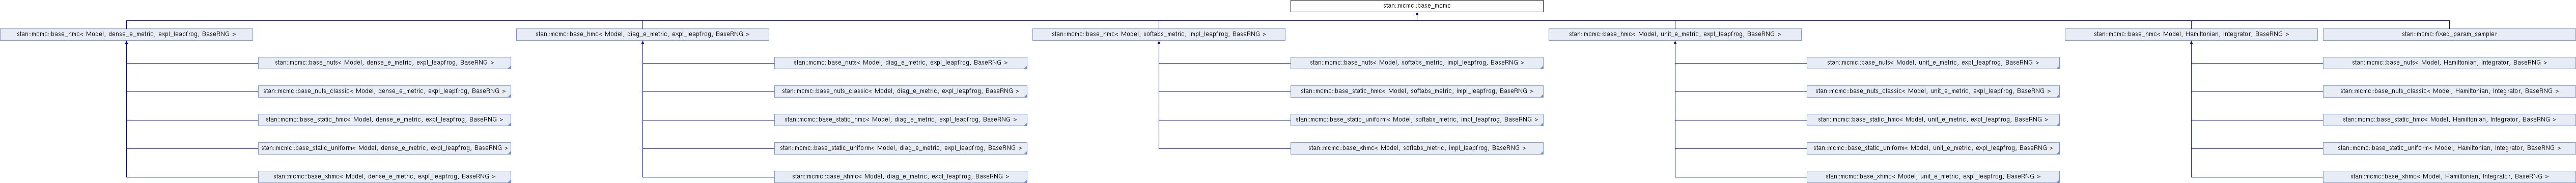 stan::mcmc::base_mcmc
stan::mcmc::base_hmc< Model, dense_e_metric, expl_leapfrog, BaseRNG >
stan::mcmc::base_hmc< Model, diag_e_metric, expl_leapfrog, BaseRNG >
stan::mcmc::base_hmc< Model, softabs_metric, impl_leapfrog, BaseRNG >
stan::mcmc::base_hmc< Model, unit_e_metric, expl_leapfrog, BaseRNG >
stan::mcmc::base_hmc< Model, Hamiltonian, Integrator, BaseRNG >
stan::mcmc::fixed_param_sampler
stan::mcmc::base_nuts< Model, dense_e_metric, expl_leapfrog, BaseRNG >
stan::mcmc::base_nuts< Model, diag_e_metric, expl_leapfrog, BaseRNG >
stan::mcmc::base_nuts< Model, softabs_metric, impl_leapfrog, BaseRNG >
stan::mcmc::base_nuts< Model, unit_e_metric, expl_leapfrog, BaseRNG >
stan::mcmc::base_nuts< Model, Hamiltonian, Integrator, BaseRNG >
stan::mcmc::base_nuts_classic< Model, dense_e_metric, expl_leapfrog, BaseRNG >
stan::mcmc::base_nuts_classic< Model, diag_e_metric, expl_leapfrog, BaseRNG >
stan::mcmc::base_static_hmc< Model, softabs_metric, impl_leapfrog, BaseRNG >
stan::mcmc::base_nuts_classic< Model, unit_e_metric, expl_leapfrog, BaseRNG >
stan::mcmc::base_nuts_classic< Model, Hamiltonian, Integrator, BaseRNG >
stan::mcmc::base_static_hmc< Model, dense_e_metric, expl_leapfrog, BaseRNG >
stan::mcmc::base_static_hmc< Model, diag_e_metric, expl_leapfrog, BaseRNG >
stan::mcmc::base_static_uniform< Model, softabs_metric, impl_leapfrog, BaseRNG >
stan::mcmc::base_static_hmc< Model, unit_e_metric, expl_leapfrog, BaseRNG >
stan::mcmc::base_static_hmc< Model, Hamiltonian, Integrator, BaseRNG >
stan::mcmc::base_static_uniform< Model, dense_e_metric, expl_leapfrog, BaseRNG >
stan::mcmc::base_static_uniform< Model, diag_e_metric, expl_leapfrog, BaseRNG >
stan::mcmc::base_xhmc< Model, softabs_metric, impl_leapfrog, BaseRNG >
stan::mcmc::base_static_uniform< Model, unit_e_metric, expl_leapfrog, BaseRNG >
stan::mcmc::base_static_uniform< Model, Hamiltonian, Integrator, BaseRNG >
stan::mcmc::base_xhmc< Model, dense_e_metric, expl_leapfrog, BaseRNG >
stan::mcmc::base_xhmc< Model, diag_e_metric, expl_leapfrog, BaseRNG >
stan::mcmc::base_xhmc< Model, unit_e_metric, expl_leapfrog, BaseRNG >
stan::mcmc::base_xhmc< Model, Hamiltonian, Integrator, BaseRNG >